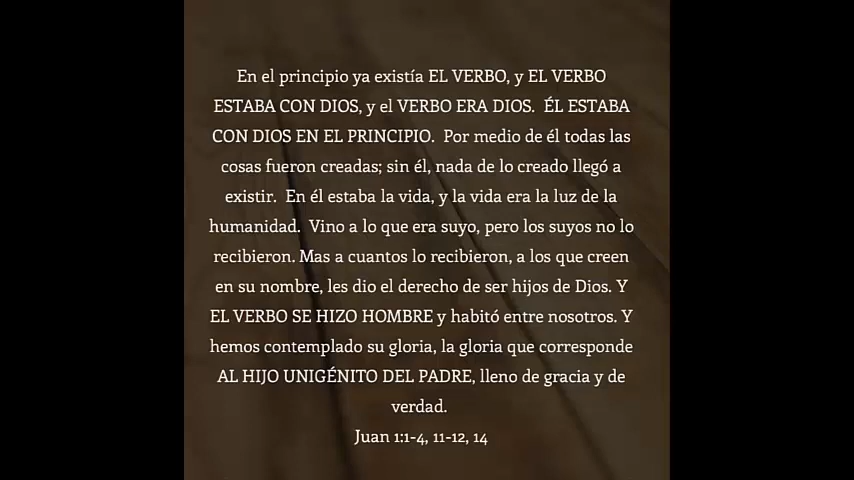 En el principio ya existía EL VERBO, y EL VERBO
ESTABA CON DIOS, y el VERBO ERA DIOS. ÉL ESTABA
CON DIOS EN EL PRINCIPIO. Por medio de él todas las
cosas fueron creadas; sin él, nada de lo creado llegó a
existir. En él estaba la vida, y la vida era la luz de la
humanidad. Vino a lo que era suyo, pero los suyos no lo
recibieron. Mas a cuantos lo recibieron, a los que creen
en su nombre, les dio el derecho de ser hijos de Dios. Y
EL VERBO SE HIZO HOMBRE y habitó entre nosotros. Y
hemos contemplado su gloria, la gloria que corresponde
AL HIJO UNIGÉNITO DEL PADRE, lleno de gracia y de
verdad.
Juan 1:1-4, 11-12, 14